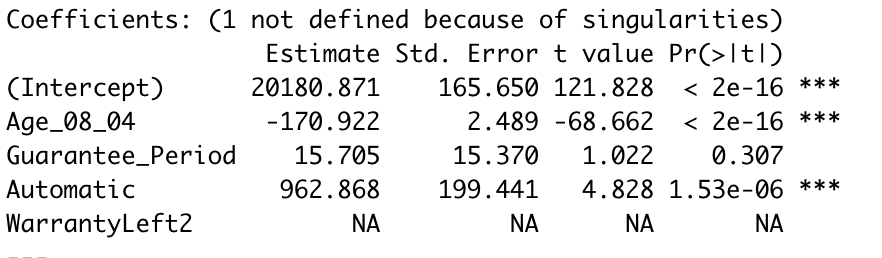 Coefficients: (1 not defined because of singularities)
Estimate Std. Error t value Pr(>|t|)
(Intercept) 20180.871 165.650 121.828 < 2e-16 ***
Age_08_04 -170.922 2.489 -68.662 < 2e-16 ***
Guarantee_Period 15.705 15.370 1.022 0.307
Automatic 962.868 199.441 4.828 1.53e-06 ***
WarrantyLeft2 NA NA NA NA
---